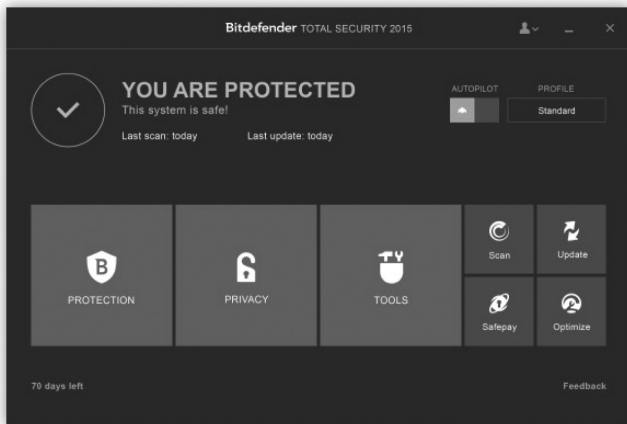 Bitdefender TOTAL SECURITY 2015
YOU ARE PROTECTED
This system is safe!
Last scan: today Last update: today
AUTOPILOT PROFILE
Standard
B
PROTECTION
PRIVACY
TOOLS
Scan
Update
Safepay
Optimize
70 days left
Feedback